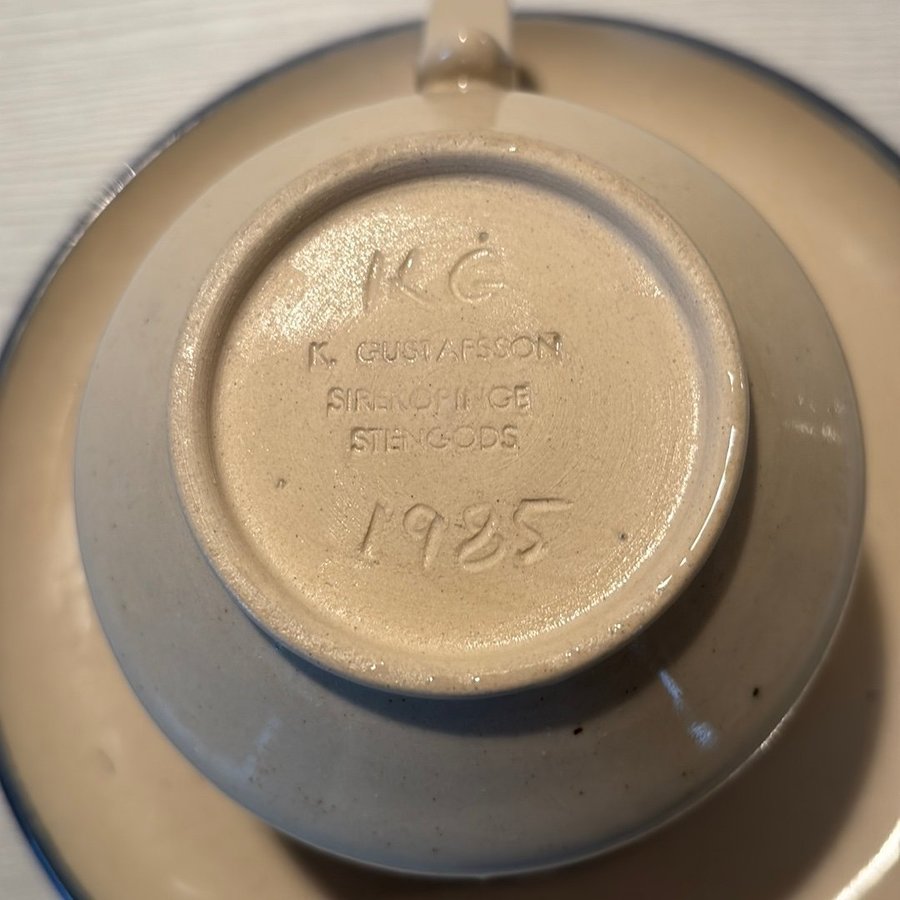 KG
K. GUSTAFSSON
SIREKÖPINGE
STENGODS
1985